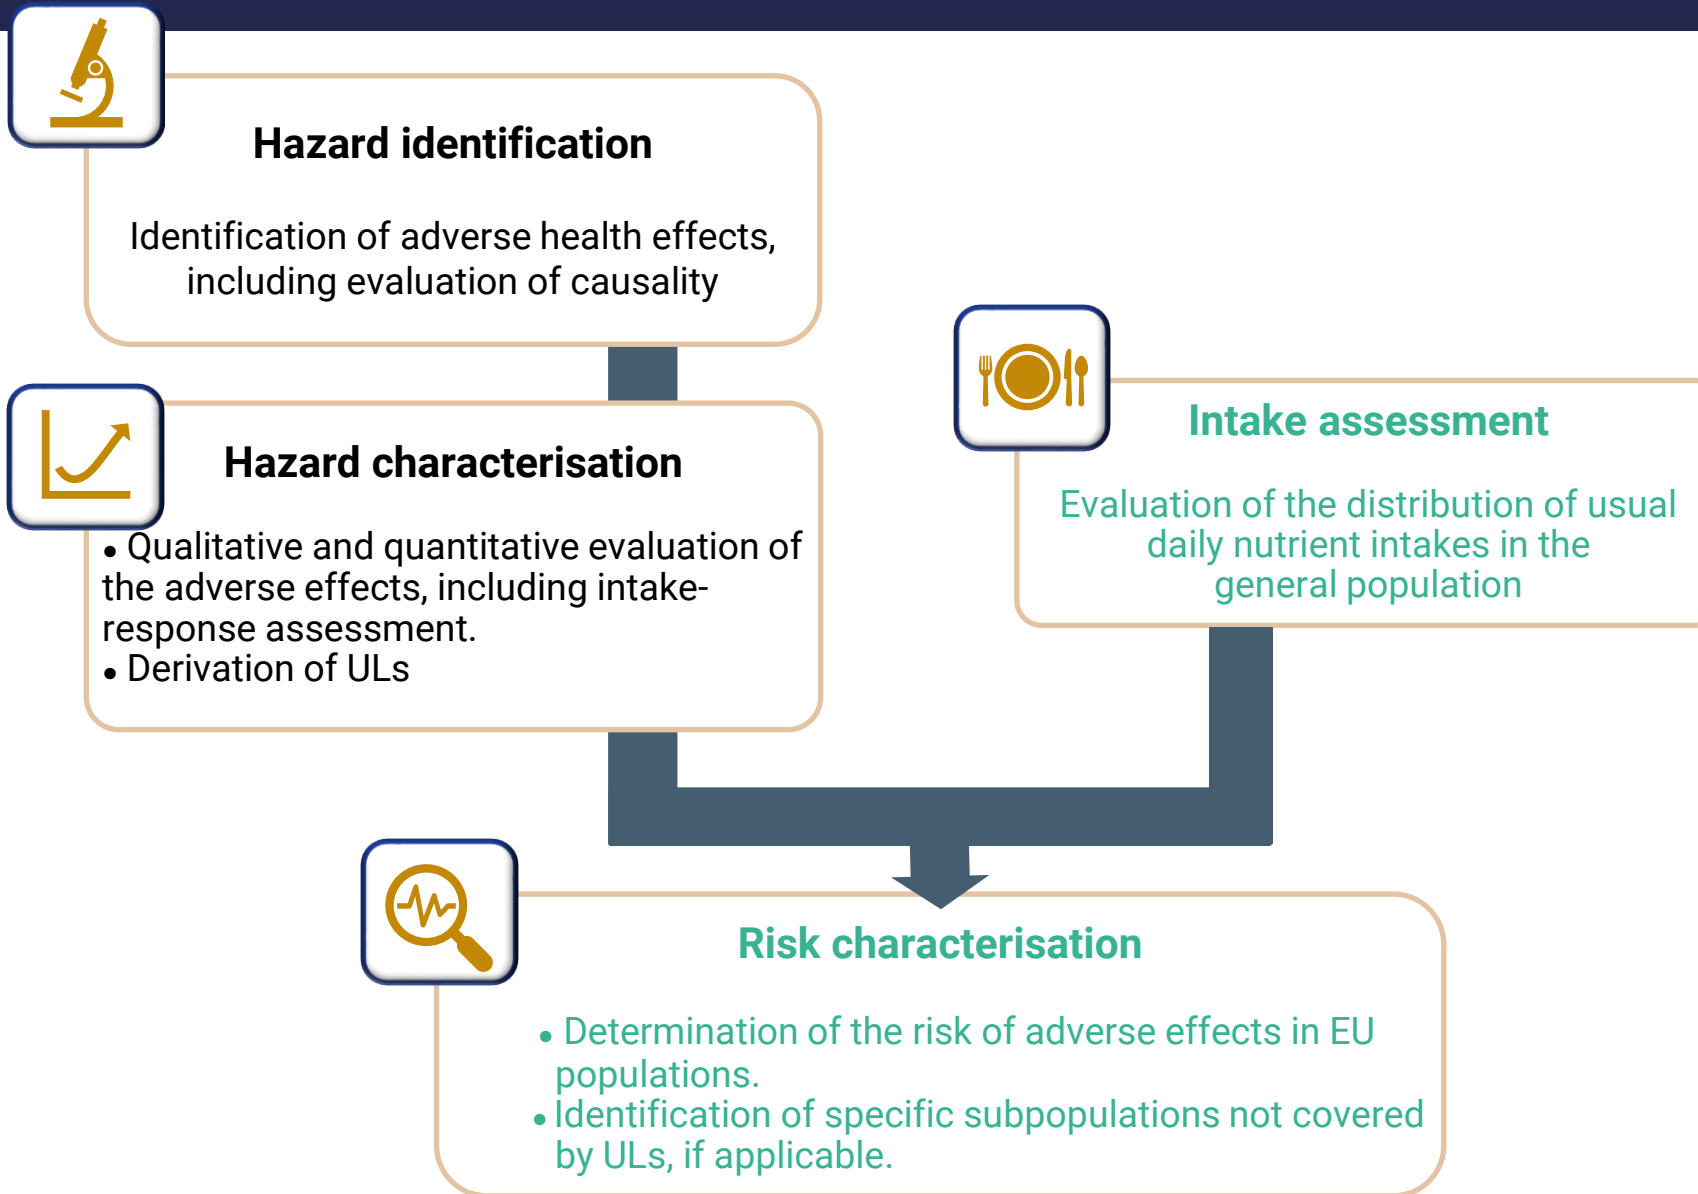 Hazard identification
Identification of adverse health effects,
including evaluation of causality
Hazard characterisation
• Qualitative and quantitative evaluation of
the adverse effects, including intake-
response assessment.
• Derivation of ULs
Intake assessment
Evaluation of the distribution of usual
daily nutrient intakes in the
general population
Risk characterisation
• Determination of the risk of adverse effects in EU
populations.
• Identification of specific subpopulations not covered
by ULs, if applicable.